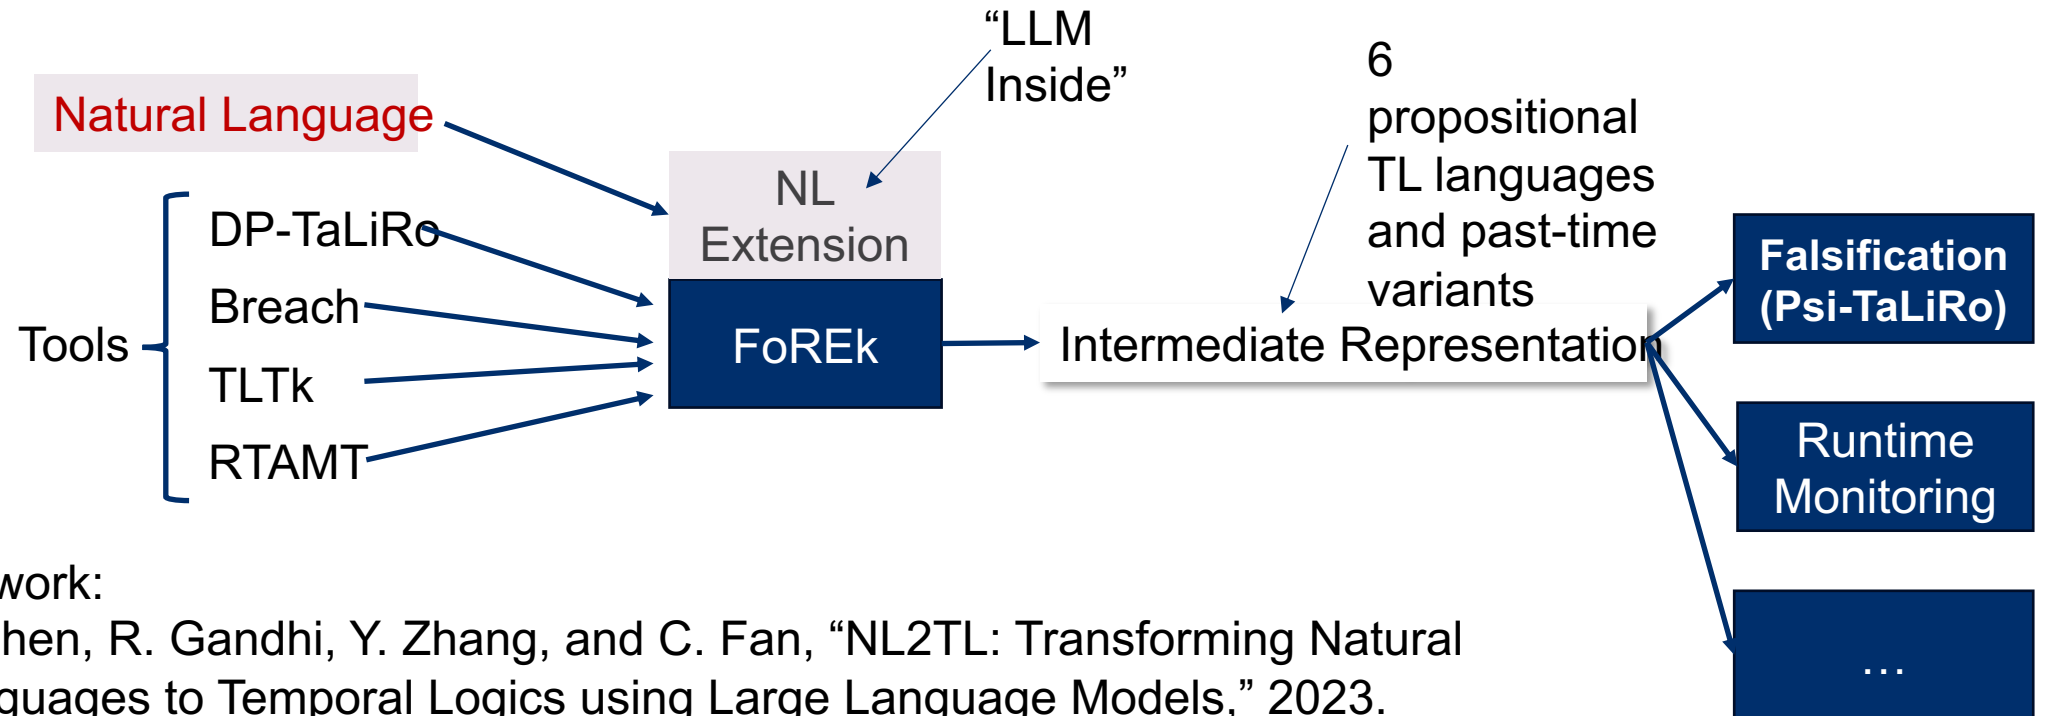 “LLM
Inside”
6
propositional
TL languages
and past-time
variants
Natural Language
NL
Extension
Tools
DP-TaLiRo
Breach
TLTk
RTAMT
FoREk
Intermediate Representation
Falsification
(Psi-TaLiRo)
Runtime
Monitoring
…
work:
hen, R. Gandhi, Y. Zhang, and C. Fan, “NL2TL: Transforming Natural
guages to Temporal Logics using Large Language Models,” 2023.